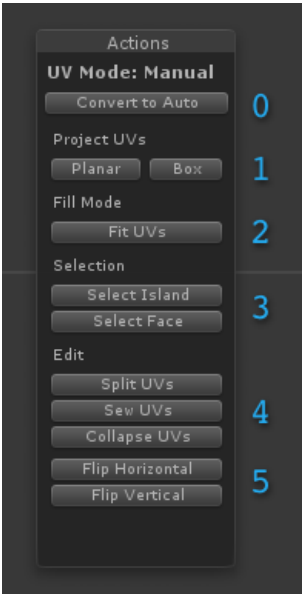 Actions
UV Mode: Manual
Convert to Auto 0
Project UVs
Planar Box 1
Fill Mode
Fit UVs 2
Selection
Select Island
3
Select Face
Edit
Split UVs
Sew UVs 4
Collapse UVs
Flip Horizontal
5
Flip Vertical